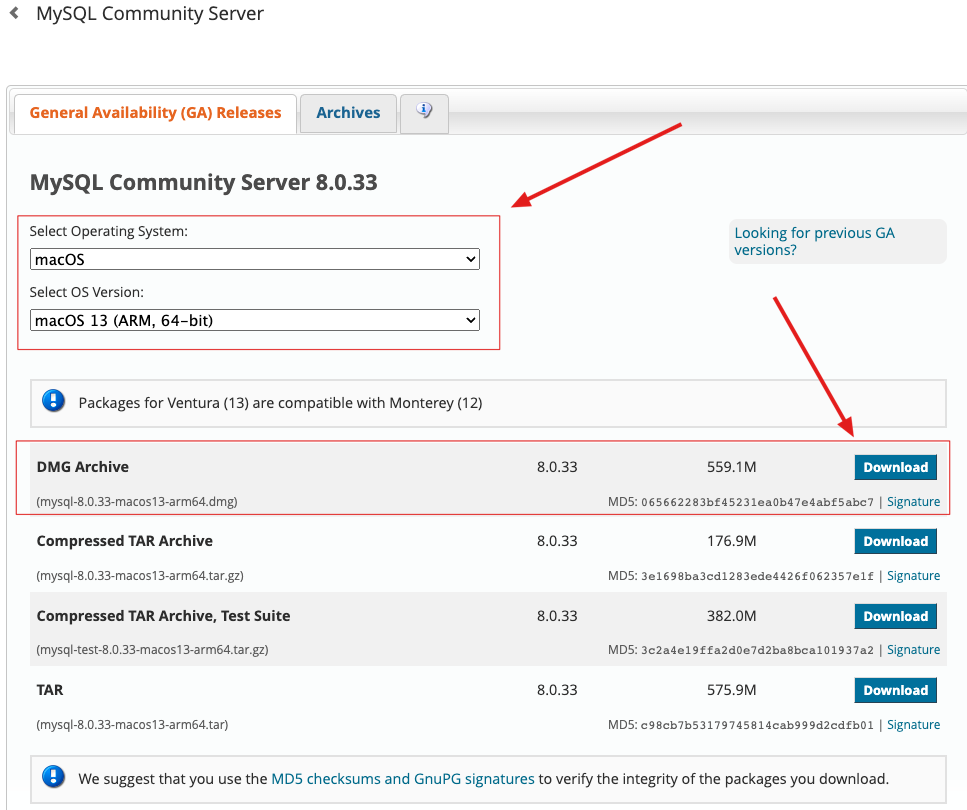 MySQL Community Server
General Availability (GA) Releases
Archives
MySQL Community Server 8.0.33
Select Operating System:
macOS
Select OS Version:
macOS 13 (ARM, 64-bit)
Looking for previous GA
versions?
Packages for Ventura (13) are compatible with Monterey (12)
DMG Archive 8.0.33 559.1M Download
(mysql-8.0.33-macos13-arm64.dmg) MD5: 065662283bf45231ea0b47e4abf5abc7 | Signature
Compressed TAR Archive 8.0.33 176.9M Download
(mysql-8.0.33-macos13-arm64.tar.gz) MD5: 3e1698ba3cd1283ede4426f062357e1f | Signature
Compressed TAR Archive, Test Suite 8.0.33 382.0M Download
(mysql-test-8.0.33-macos13-arm64.tar.gz) MD5: 3c2a4e19ffa2d0e7d2ba8bca101937a2 | Signature
TAR 8.0.33 575.9M Download
(mysql-8.0.33-macos13-arm64.tar) MD5: c98cb7b53179745814cab999d2cdfb01 | Signature
We suggest that you use the MD5 checksums and GnuPG signatures to verify the integrity of the packages you download.